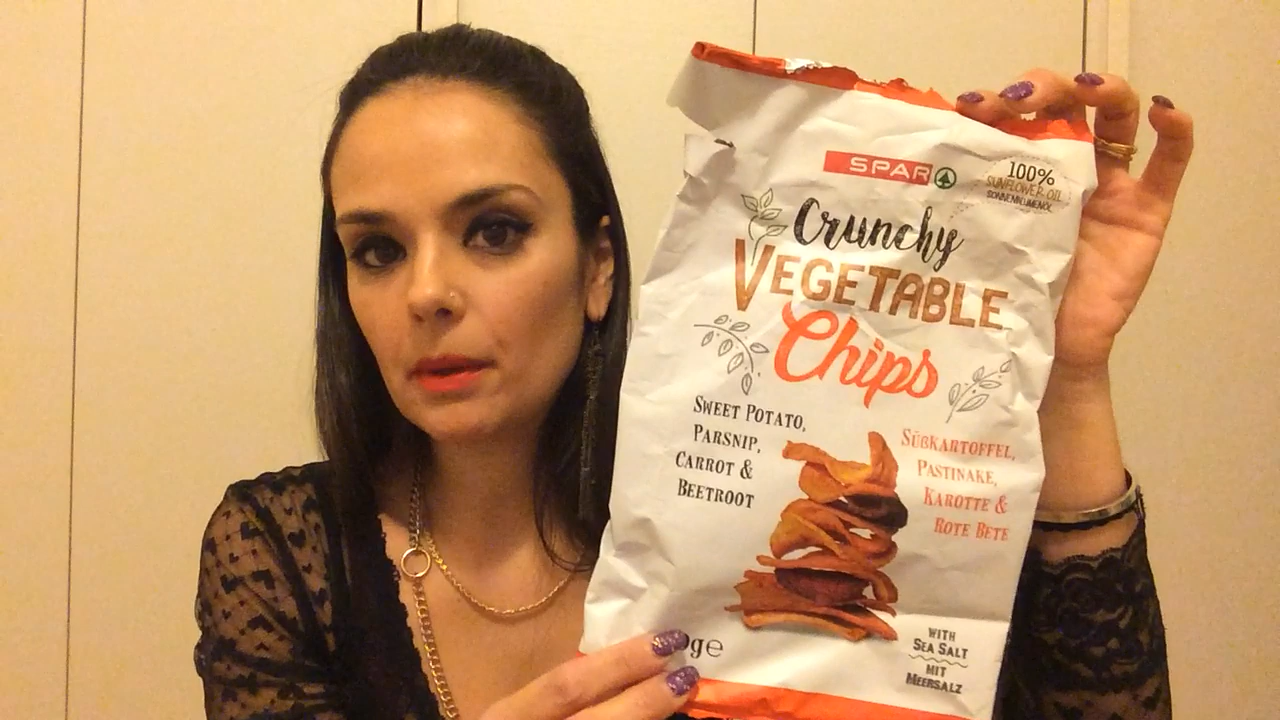 SPAR
100%
SUNFLOWER OIL
SONNENBLUMENÖL
Crunchy
VEGETABLE
Chips
SWEET POTATO,
PARSNIP,
CARROT &
BEETROOT
SÜßKARTOFFEL,
PASTINAKE,
KAROTTE &
ROTE BETE
WITH
SEA SALT
MIT
MEERSALZ